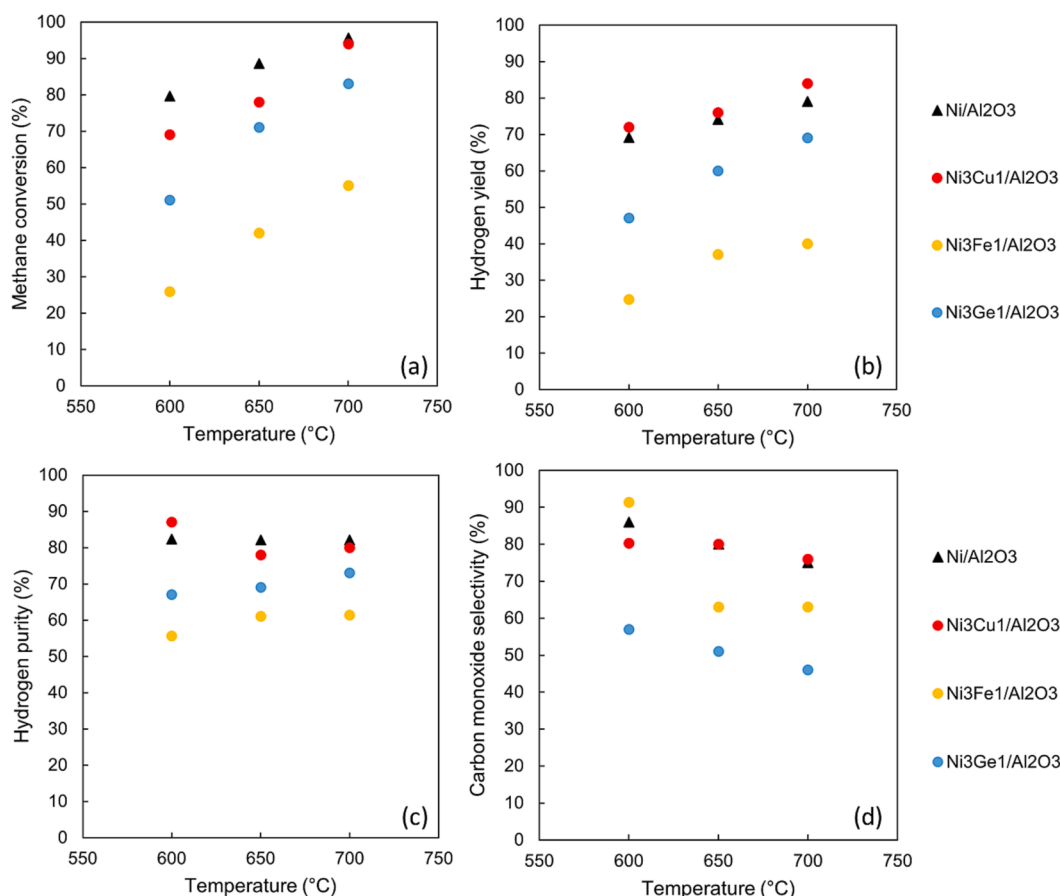 100
90
80
70
60
50
40
30
20
10
0
Methane conversion (%)
(a)
550 600 650 700 750
Temperature (°C)
100
90
80
70
60
50
40
30
20
10
0
Hydrogen yield (%)
(b)
550 600 650 700 750
Temperature (°C)
Ni/Al2O3
Ni3Cu1/Al2O3
Ni3Fe1/Al2O3
Ni3Ge1/Al2O3
100
90
80
70
60
50
40
30
20
10
0
Hydrogen purity (%)
(c)
550 600 650 700 750
Temperature (°C)
100
90
80
70
60
50
40
30
20
10
0
Carbon monoxide selectivity (%)
(d)
550 600 650 700 750
Temperature (°C)
Ni/Al2O3
Ni3Cu1/Al2O3
Ni3Fe1/Al2O3
Ni3Ge1/Al2O3